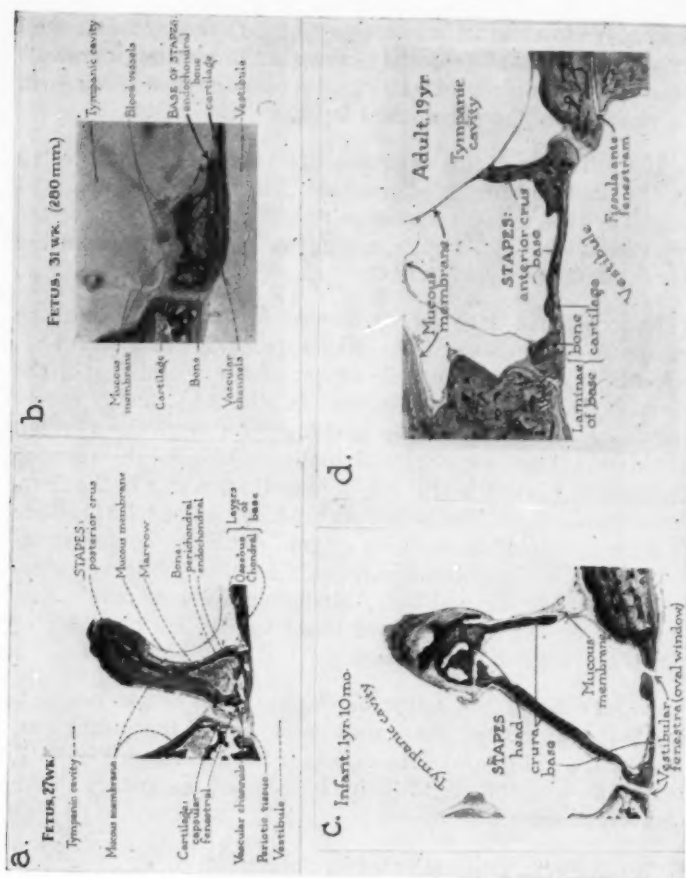 a.
FETUS, 27WK.
Tympanic cavity
Mucous membrane
Cartilage:
capsular
fenestral
Vascular channels
Periotic tissue
Vestibule
STAPES:
posterior crus
Mucous membrane
Marrow
Bone:
perichondral
endochondral
Osseous
Chondral
Layers
of
base
b.
FETUS, 31 WK. (280 mm.)
Mucous
membrane
Cartilage
Bone
Vascular
channels
Tympanic cavity
Blood vessels
BASE OF STAPES:
endochondral
bone
cartilage
Vestibule
c. Infant, 1yr. 10 mo.
Tympanic cavity
STAPES
head
crura
base
Mucous
membrane
Vestibular
fenestra (oval window)
d.
Adult, 19 yr.
Tympanic
cavity
Mucous
membrane
STAPES:
anterior crus
base
Laminae
of base
bone
cartilage
Vestibule
Fissula ante
fenestram